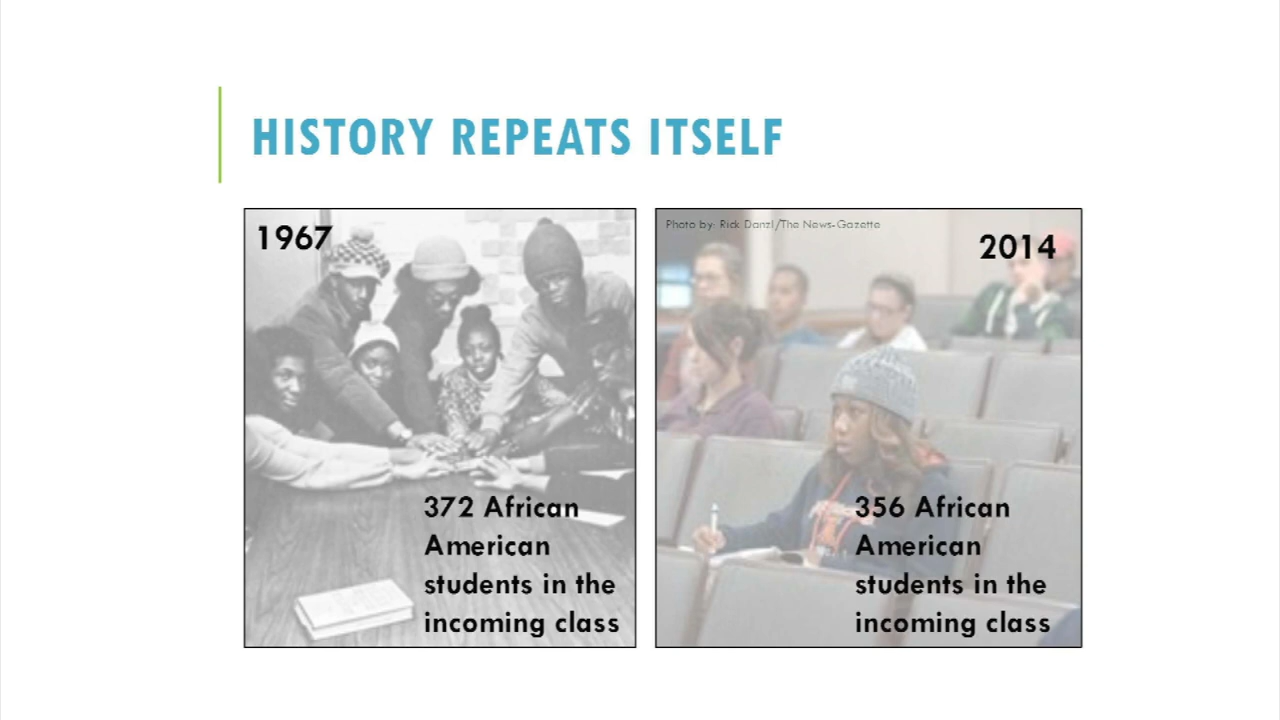 HISTORY REPEATS ITSELF
1967
372 African
American
students in the
incoming class
Photo by: Rick Danzl/The News-Gazette
2014
356 African
American
students in the
incoming class